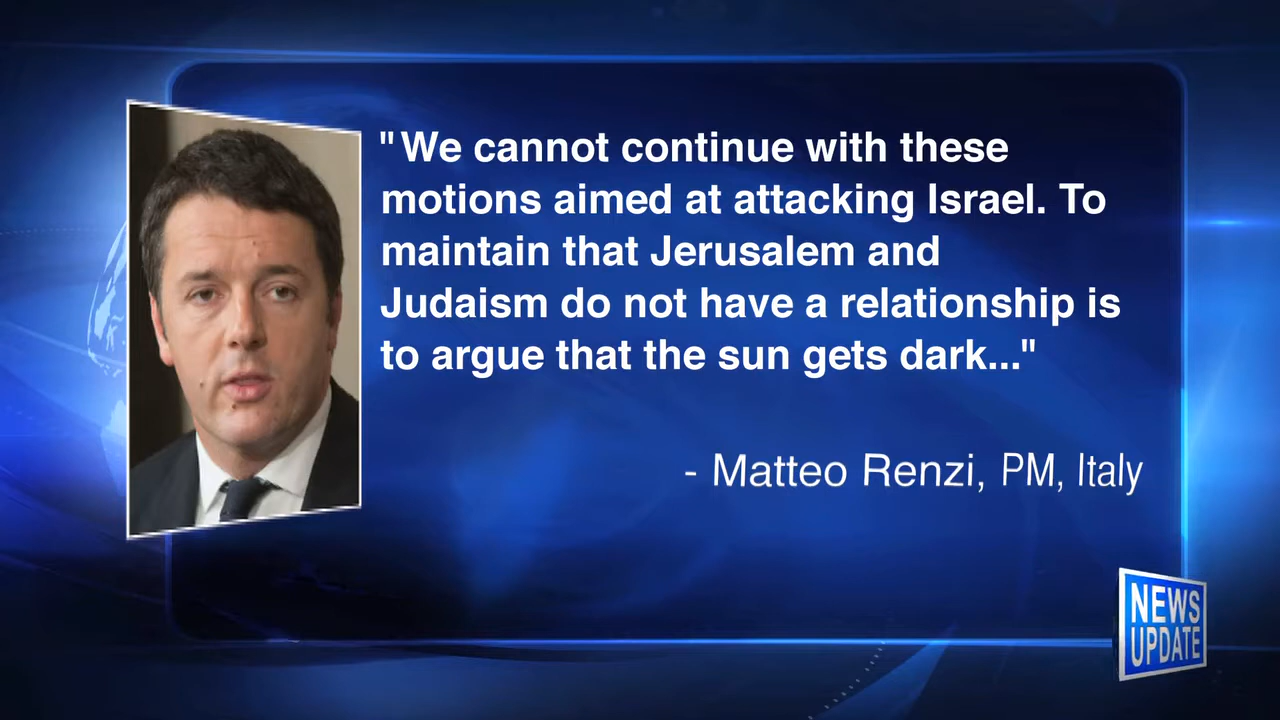 "We cannot continue with these
motions aimed at attacking Israel. To
maintain that Jerusalem and
Judaism do not have a relationship is
to argue that the sun gets dark..."
- Matteo Renzi, PM, Italy
NEWS
UPDATE